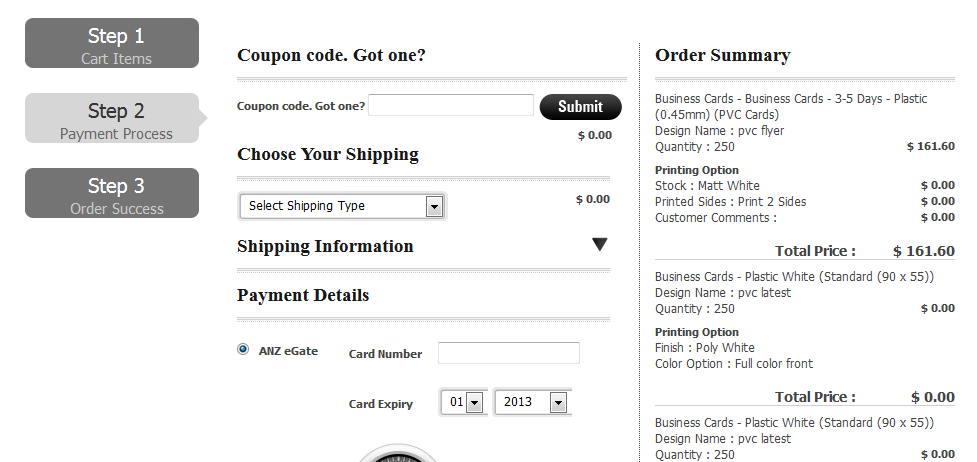 Step 1
Cart Items
Step 2
Payment Process
Step 3
Order Success
Coupon code. Got one?
Coupon code. Got one? Submit
$ 0.00
Choose Your Shipping
Select Shipping Type $ 0.00
Shipping Information
Payment Details
ANZ eGate Card Number
Card Expiry 01 2013
Order Summary
Business Cards - Business Cards - 3-5 Days - Plastic
(0.45mm) (PVC Cards)
Design Name : pvc flyer
Quantity : 250 $ 161.60
Printing Option
Stock : Matt White $ 0.00
Printed Sides : Print 2 Sides $ 0.00
Customer Comments : $ 0.00
Total Price : $ 161.60
Business Cards - Plastic White (Standard (90 x 55))
Design Name : pvc latest
Quantity : 250 $ 0.00
Printing Option
Finish : Poly White
Color Option : Full color front
Total Price : $ 0.00
Business Cards - Plastic White (Standard (90 x 55))
Design Name : pvc latest
Quantity : 250 $ 0.00